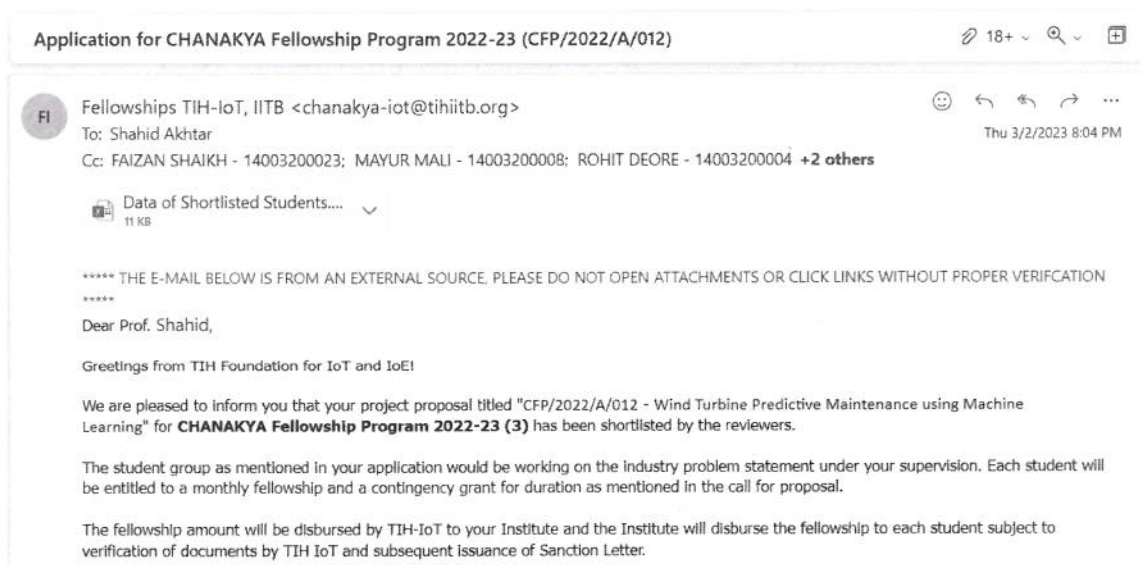 Application for CHANAKYA Fellowship Program 2022-23 (CFP/2022/A/012)
18+
FI
Fellowships TIH-IoT, IITB <chanakya-iot@tihiitb.org>
To: Shahid Akhtar
Thu 3/2/2023 8:04 PM
Cc: FAIZAN SHAIKH - 14003200023; MAYUR MALI - 14003200008; ROHIT DEORE - 14003200004 +2 others
Data of Shortlisted Students....
11 KB
***** THE E-MAIL BELOW IS FROM AN EXTERNAL SOURCE, PLEASE DO NOT OPEN ATTACHMENTS OR CLICK LINKS WITHOUT PROPER VERIFCATION
*****
Dear Prof. Shahid,
Greetings from TIH Foundation for IoT and IoE!
We are pleased to inform you that your project proposal titled "CFP/2022/A/012 - Wind Turbine Predictive Maintenance using Machine
Learning" for CHANAKYA Fellowship Program 2022-23 (3) has been shortlisted by the reviewers.
The student group as mentioned in your application would be working on the industry problem statement under your supervision. Each student will
be entitled to a monthly fellowship and a contingency grant for duration as mentioned in the call for proposal.
The fellowship amount will be disbursed by TIH-IoT to your Institute and the Institute will disburse the fellowship to each student subject to
verification of documents by TIH IoT and subsequent issuance of Sanction Letter.